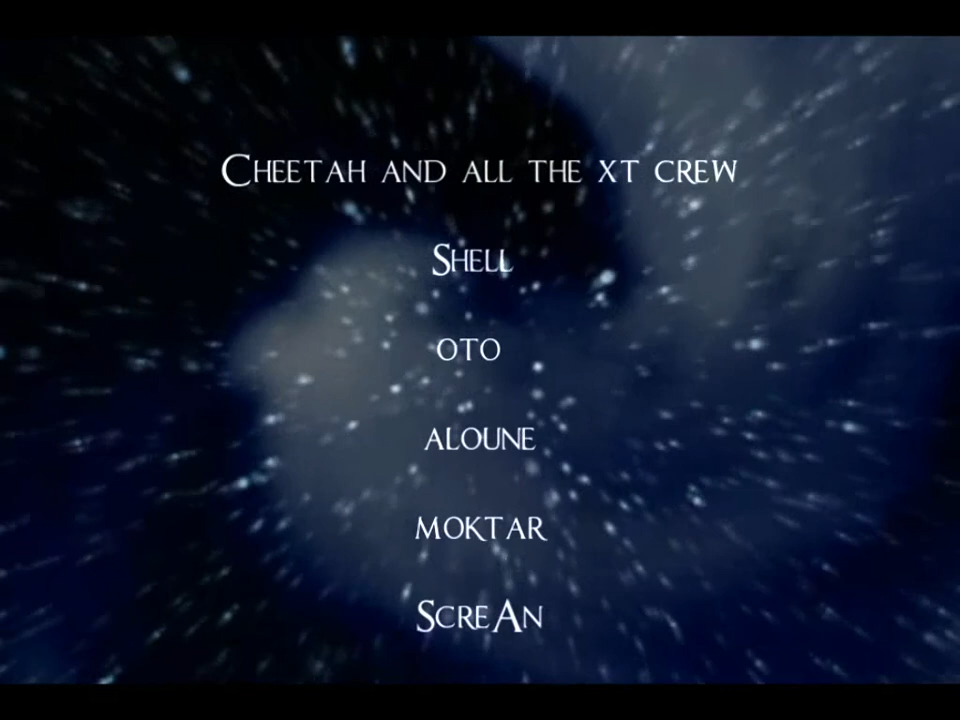 Cheetah and all the xt crew
Shell
oto
aloune
moktar
ScreAn